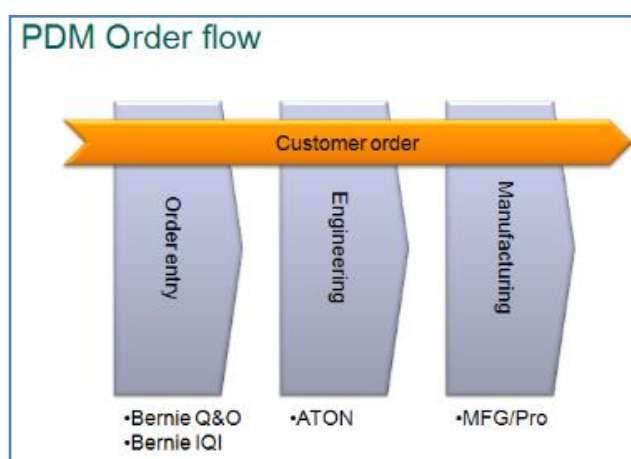 PDM Order flow
Customer order
Order entry
Engineering
Manufacturing
•Bernie Q&O
•Bernie IQI
•ATON
•MFG/Pro